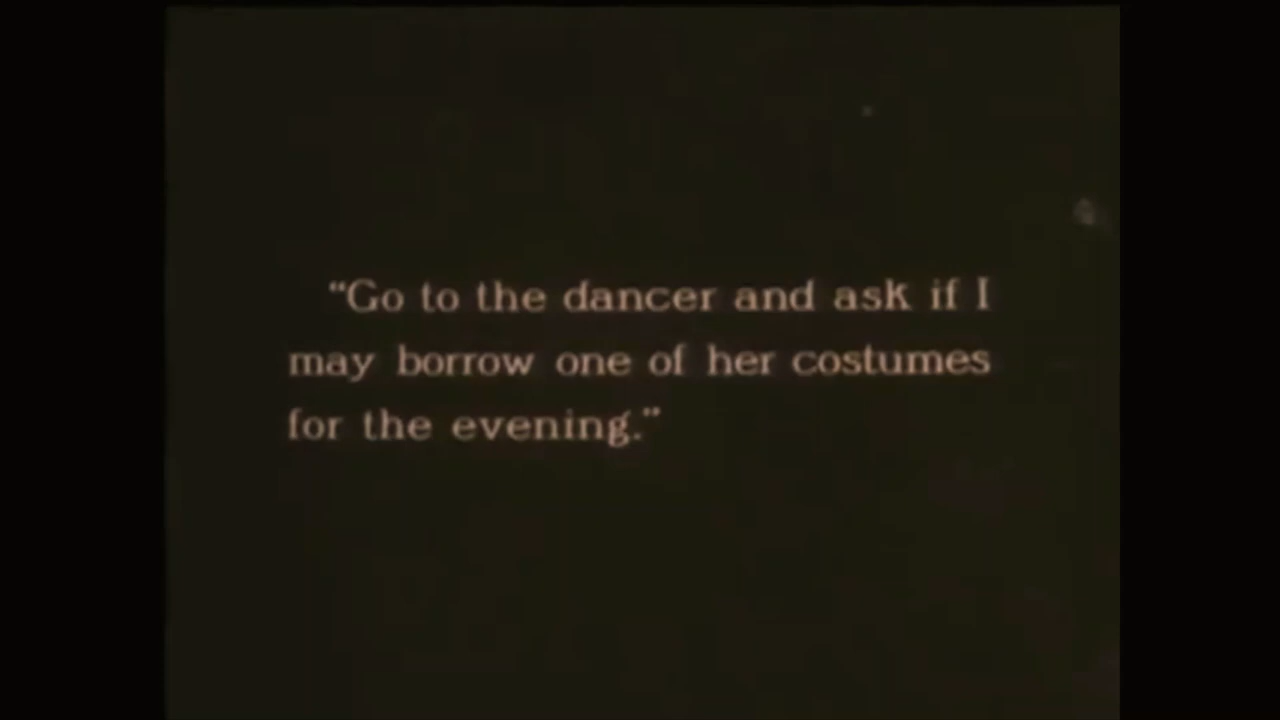 “Go to the dancer and ask if I
may borrow one of her costumes
for the evening.”